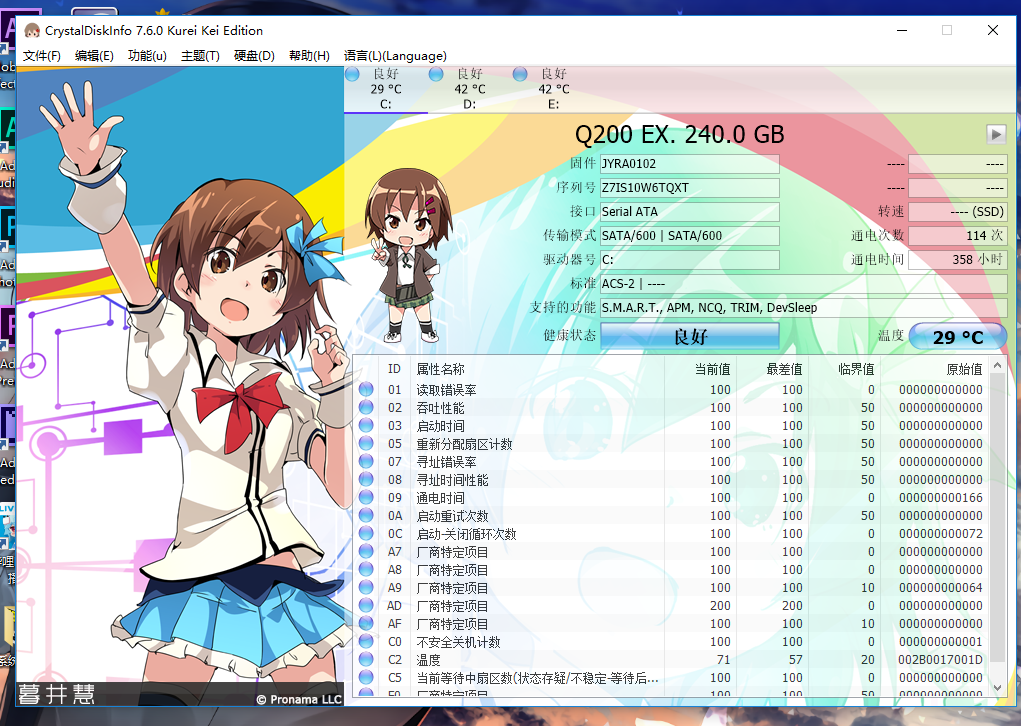 CrystalDiskInfo 7.6.0 Kurei Kei Edition
文件(F) 编辑(E) 功能(u) 主题(T) 硬盘(D) 帮助(H) 语言(L)(Language)
良好 良好 良好
29 °C 42 °C 42 °C
C: D: E:
Q200 EX. 240.0 GB
固件 JYRA0102 ---- ----
序列号 Z7IS10W6TQXT ---- ----
接口 Serial ATA 转速 ---- (SSD)
传输模式 SATA/600 | SATA/600 通电次数 114 次
驱动器号 C: 通电时间 358 小时
标准 ACS-2 | ----
支持的功能 S.M.A.R.T., APM, NCQ, TRIM, DevSleep
健康状态 良好 温度 29 °C
ID 属性名称 当前值 最差值 临界值 原始值
01 读取错误率 100 100 0 000000000000
02 吞吐性能 100 100 50 000000000000
03 启动时间 100 100 50 000000000000
05 重新分配扇区计数 100 100 50 000000000000
07 寻址错误率 100 100 50 000000000000
08 寻址时间性能 100 100 50 000000000000
09 通电时间 100 100 0 000000000166
0A 启动重试次数 100 100 50 000000000000
0C 启动-关闭循环次数 100 100 0 000000000072
A7 厂商特定项目 100 100 0 000000000000
A8 厂商特定项目 100 100 0 000000000000
A9 厂商特定项目 100 100 10 000000000064
AD 厂商特定项目 200 200 0 000000000000
AF 厂商特定项目 100 100 10 000000000000
C0 不安全关机计数 100 100 0 000000000001
C2 温度 71 57 20 002B0017001D
C5 当前等待中扇区数(状态存疑/不稳定-等待后...  100 100 0 000000000000
厂商特定项目 100 100 50 000000000000
暮井慧
© Pronama LLC